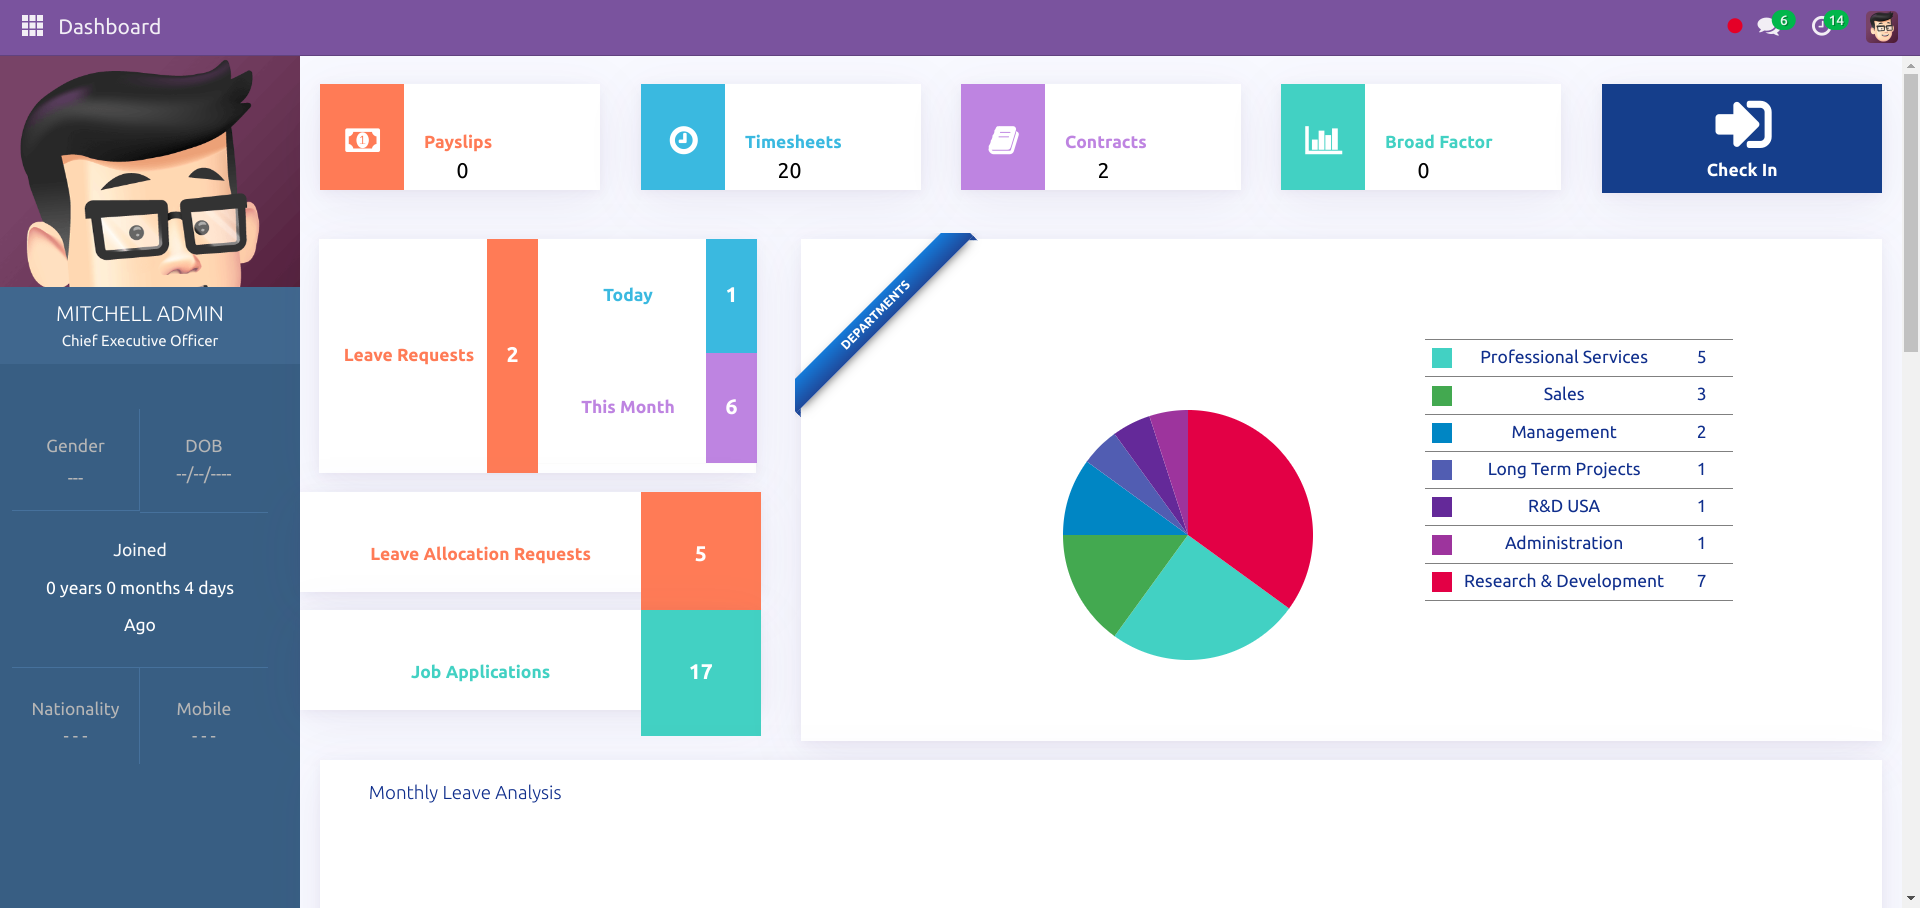 Dashboard
6
14
MITCHELL ADMIN
Chief Executive Officer
Gender
---
DOB
--/--/----
Joined
0 years 0 months 4 days
Ago
Nationality
- - -
Mobile
- - -
1
Payslips
0
Timesheets
20
Contracts
2
Broad Factor
0
Check In
Leave Requests
2
Today
1
This Month
6
Leave Allocation Requests
5
Job Applications
17
DEPARTMENTS
Professional Services 5
Sales 3
Management 2
Long Term Projects 1
R&D USA 1
Administration 1
Research & Development 7
Monthly Leave Analysis